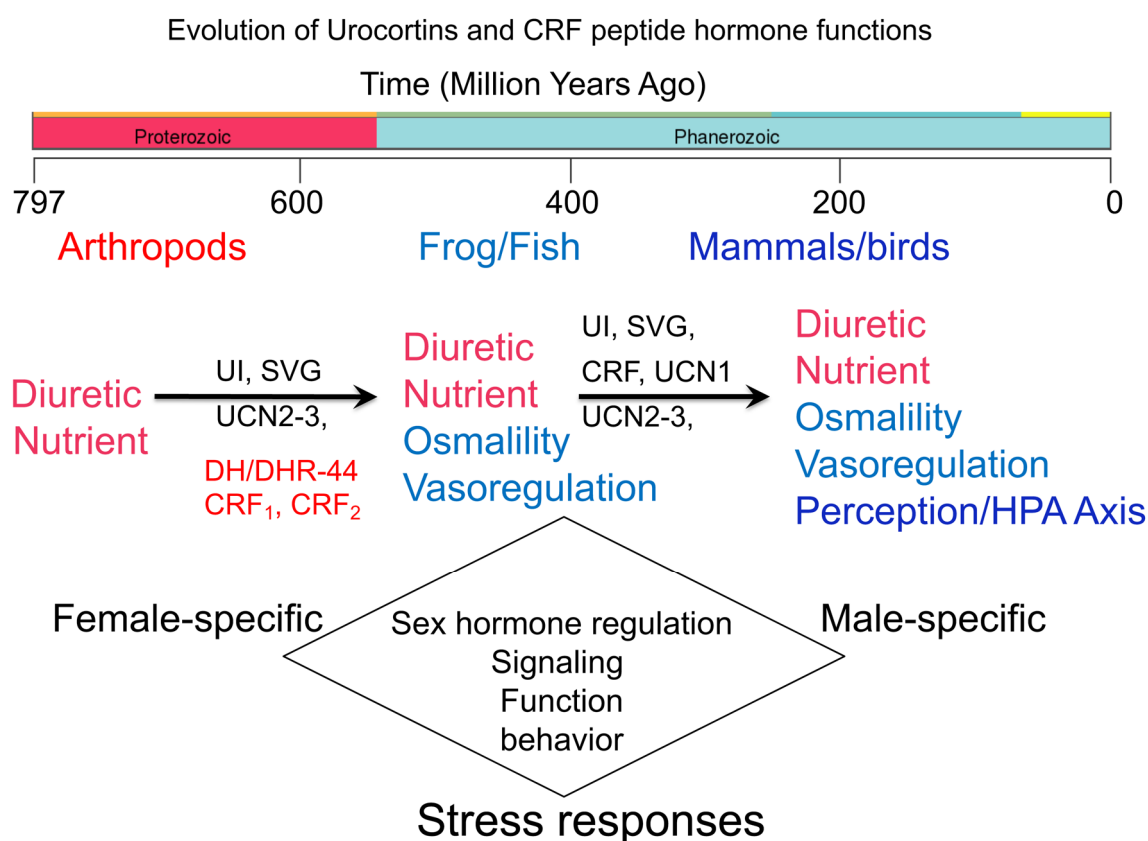 Evolution of Urocortins and CRF peptide hormone functions
Time (Million Years Ago)
Proterozoic
Phanerozoic
797
600
400
200
0
Arthropods
Frog/Fish
Mammals/birds
Diuretic
Nutrient
UI, SVG
UCN2-3,
DH/DHR-44
CRF₁, CRF₂
Diuretic
Nutrient
Osmalility
Vasoregulation
UI, SVG,
CRF, UCN1
UCN2-3,
Diuretic
Nutrient
Osmalility
Vasoregulation
Perception/HPA Axis
Female-specific
Sex hormone regulation
Signaling
Function
behavior
Male-specific
Stress responses